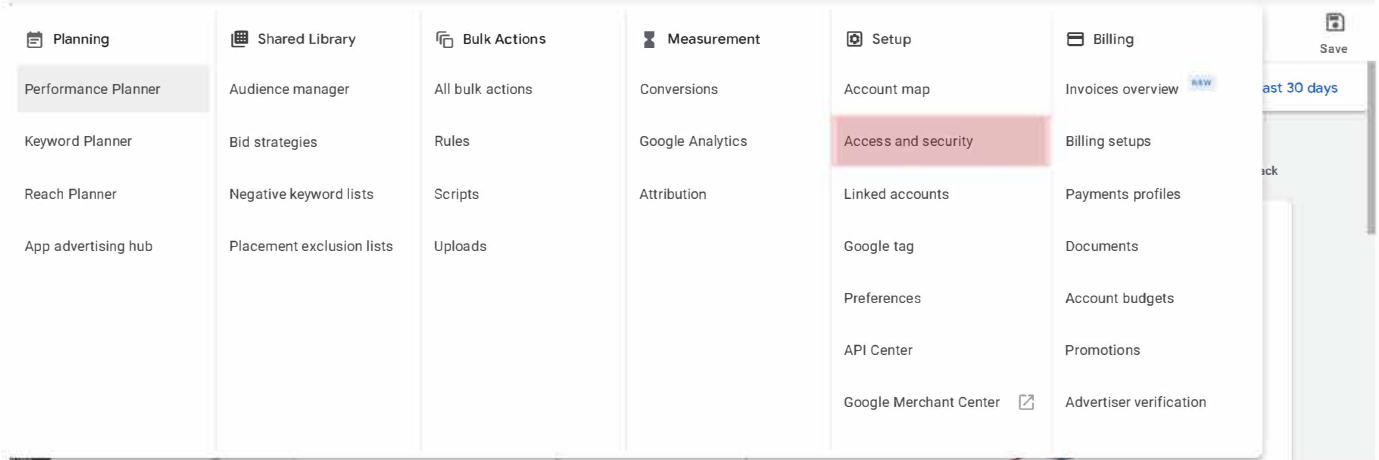 Planning
Performance Planner
Keyword Planner
Reach Planner
App advertising hub
Shared Library
Audience manager
Bid strategies
Negative keyword lists
Placement exclusion lists
Bulk Actions
All bulk actions
Rules
Scripts
Uploads
Measurement
Conversions
Google Analytics
Attribution
Setup
Account map
Access and security
Linked accounts
Google tag
Preferences
API Center
Google Merchant Center
Billing
Invoices overview NEW
Billing setups
Payments profiles
Documents
Account budgets
Promotions
Advertiser verification
Save
ast 30 days
ack